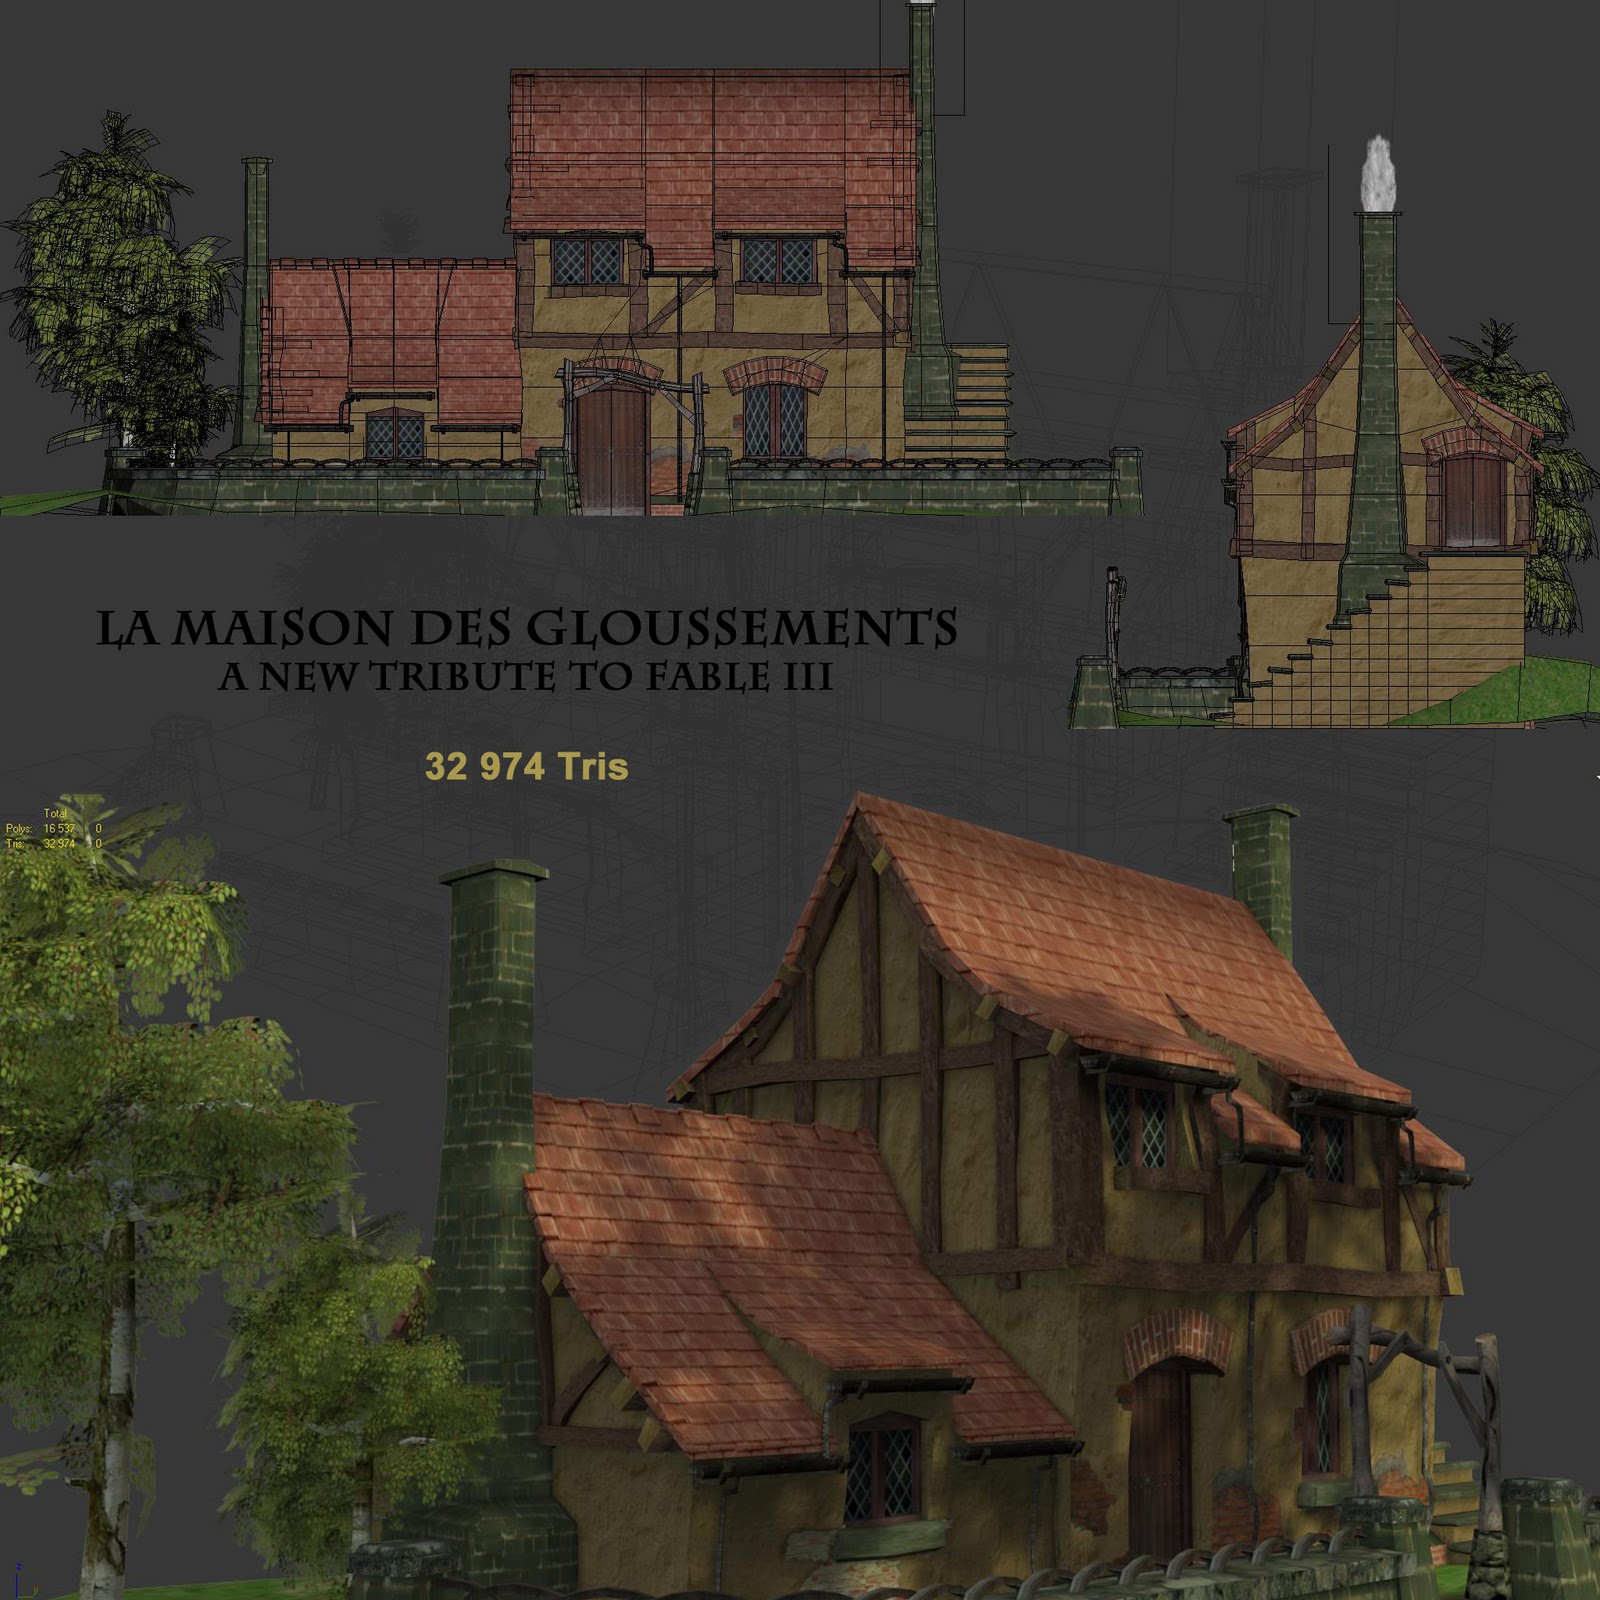 LA MAISON DES GLOUSSEMENTS
A NEW TRIBUTE TO FABLE III
32 974 Tris
Total
Polys: 16 537 0
Tris: 32 974 0
z
y